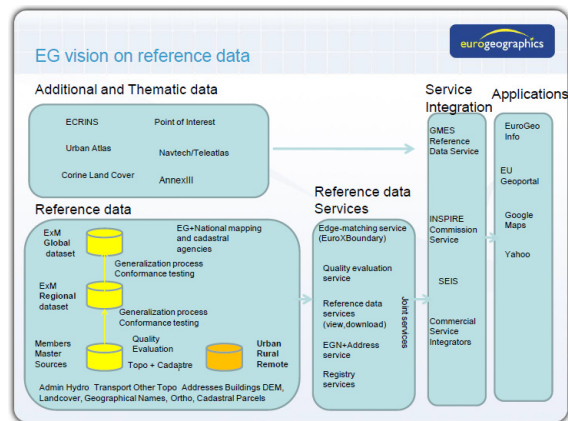 eurogeographics
EG vision on reference data
Additional and Thematic data
ECRINS
Point of Interest
Urban Atlas
Navtech/Teleatlas
Corine Land Cover
AnnexIII
Reference data
ExM
Global
dataset
EG+National mapping
and cadastral
agencies
Generalization process
Conformance testing
ExM
Regional
dataset
Generalization process
Conformance testing
Members
Master
Sources
Quality
Evaluation
Topo + Cadastre
Urban
Rural
Remote
Admin Hydro Transport Other Topo Addresses Buildings DEM,
Landcover, Geographical Names, Ortho, Cadastral Parcels
Reference data
Services
Edge-matching service
(EuroXBoundary)
Quality evaluation
service
Reference data
services
(view,download)
EGN+Address
service
Registry
services
Joint services
Service
Integration
GMES
Reference
Data Service
INSPIRE
Commission
Service
SEIS
Commercial
Service
Integrators
Applications
EuroGeo
Info
EU
Geoportal
Google
Maps
Yahoo